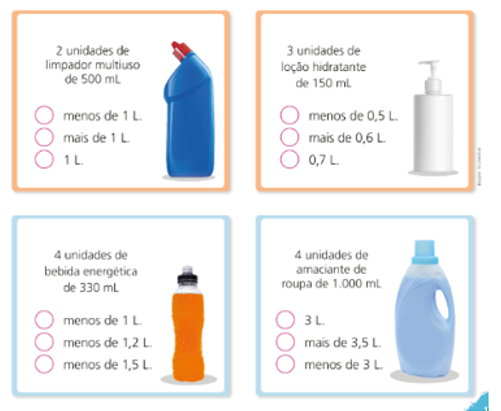 2 unidades de
limpador multiuso
de 500 mL
menos de 1 L.
mais de 1 L.
1 L.
3 unidades de
loção hidratante
de 150 mL
menos de 0,5 L.
mais de 0,6 L.
0,7 L.
4 unidades de
bebida energética
de 330 mL
menos de 1 L.
menos de 1,2 L.
menos de 1,5 L.
4 unidades de
amaciante de
roupa de 1.000 mL
3 L.
mais de 3,5 L.
menos de 3 L.